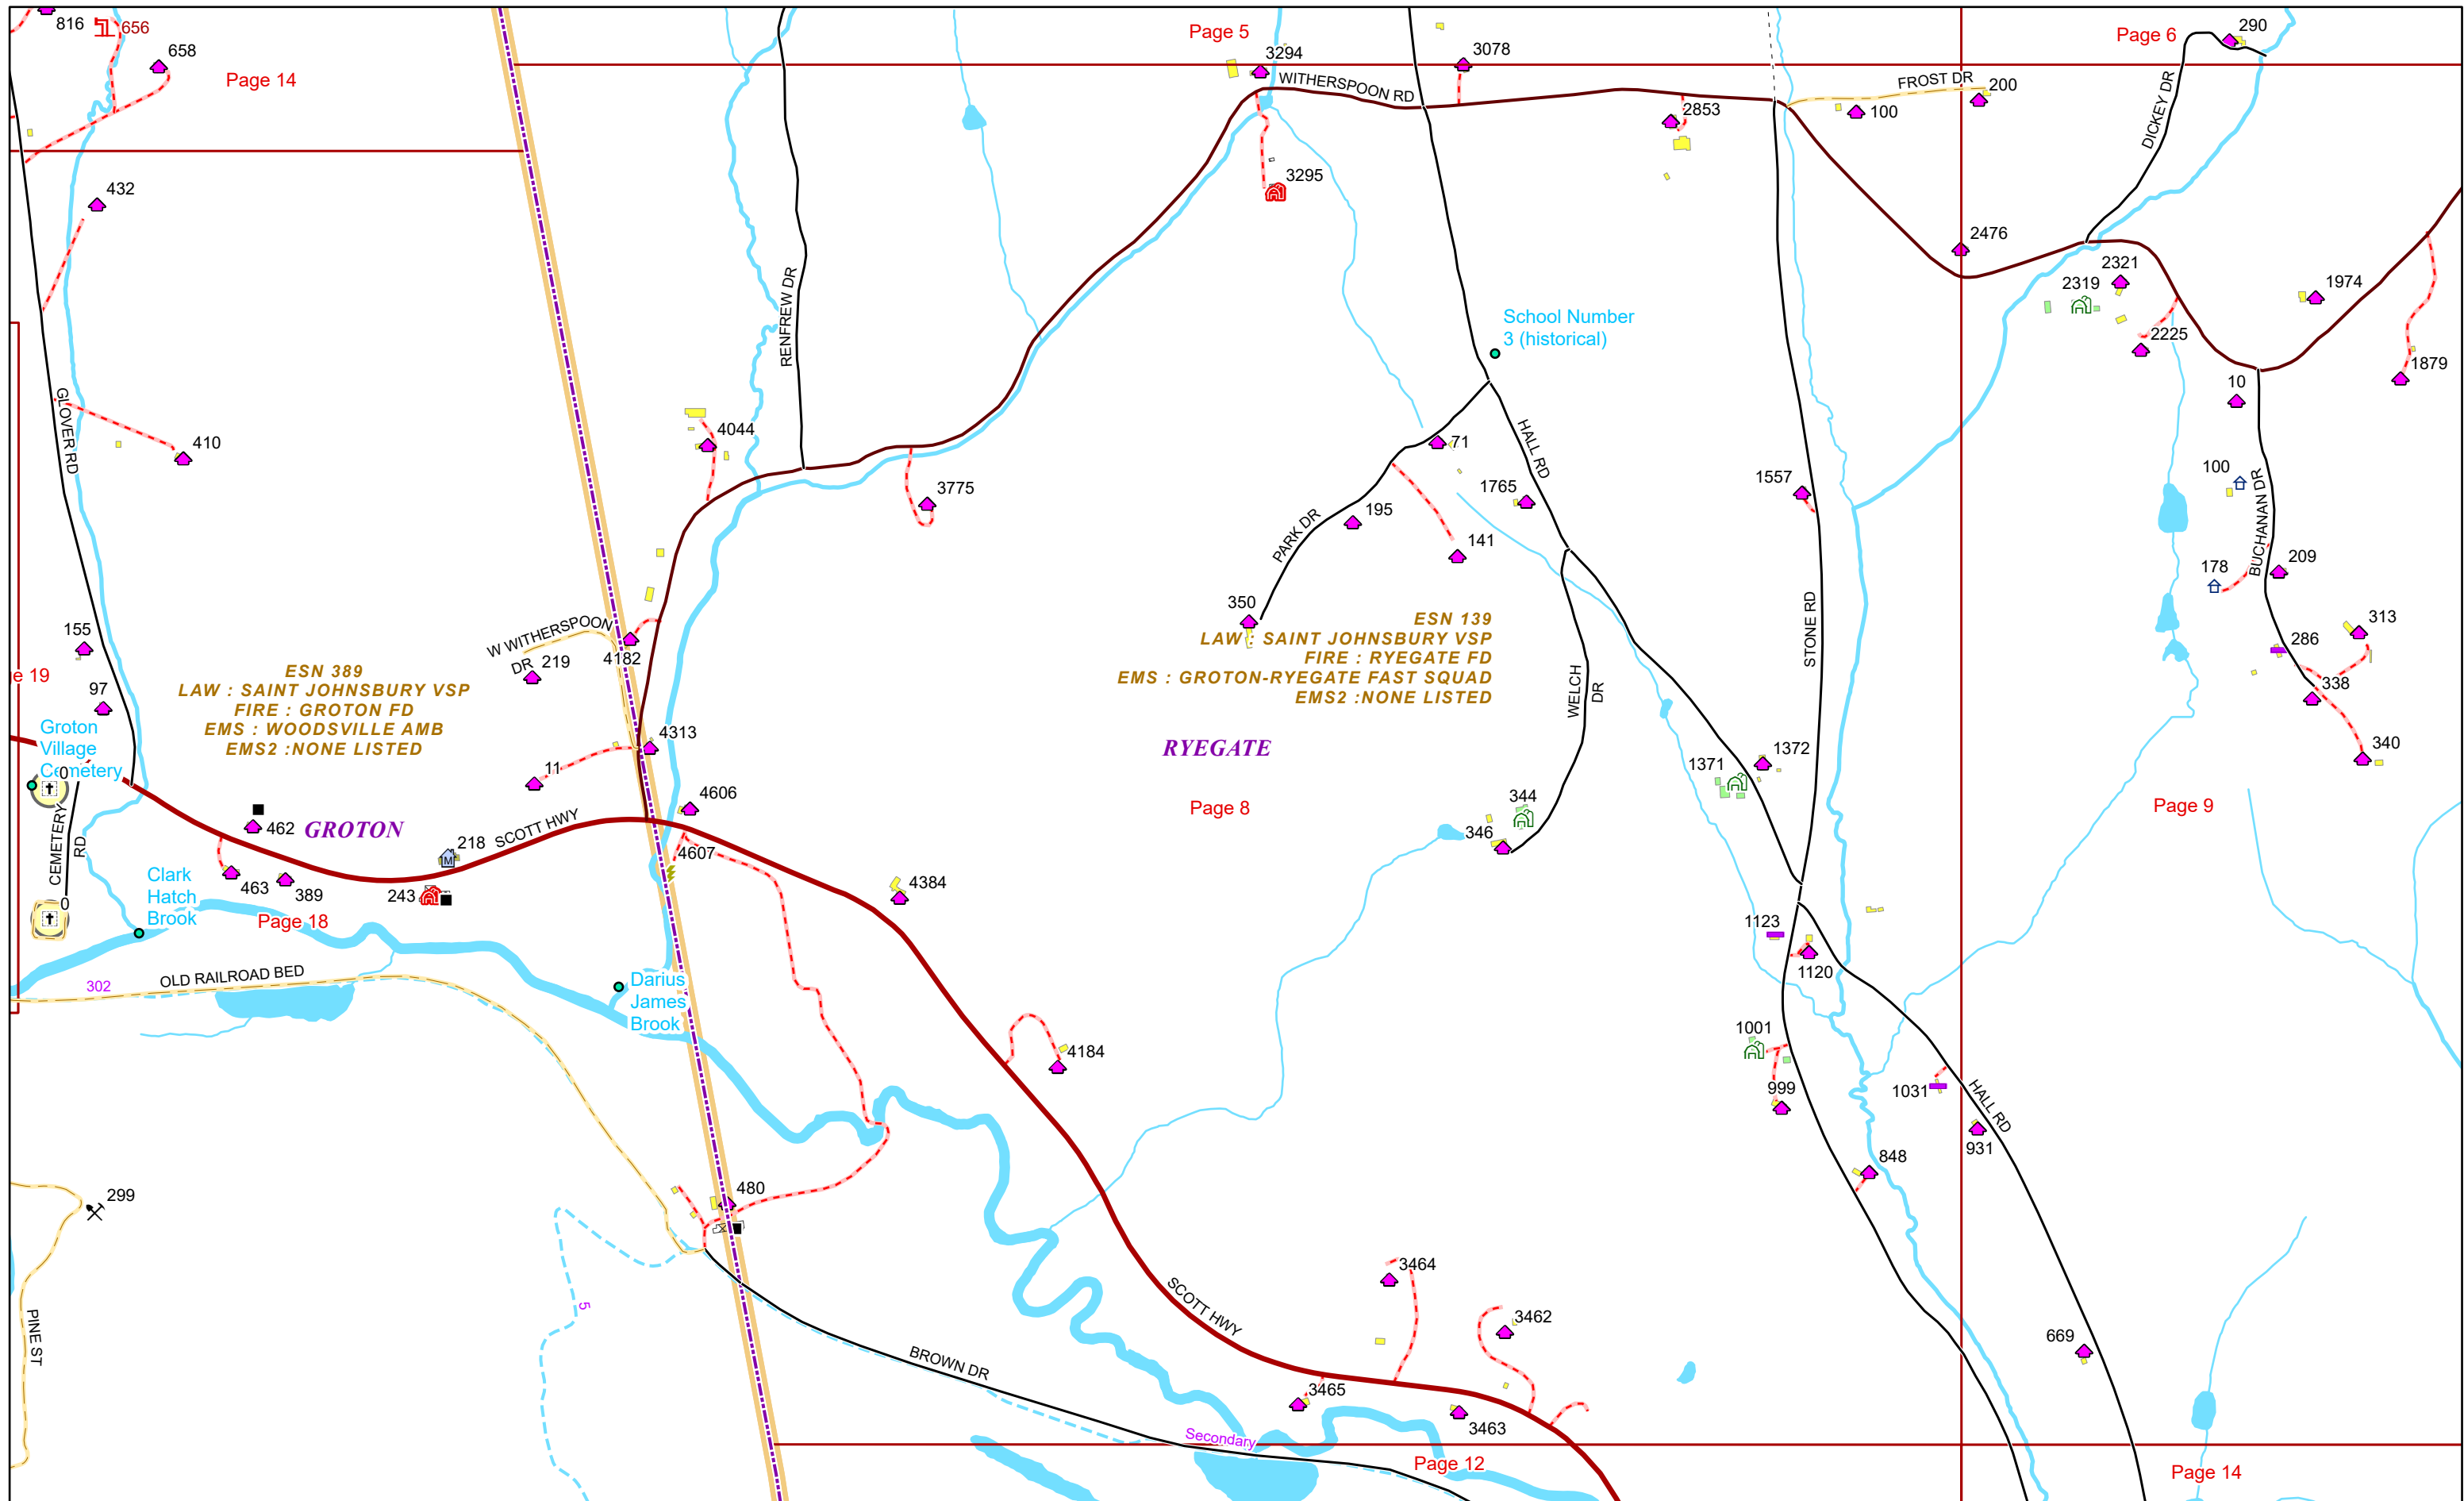 816
656
658
Page 14
Page 5
3294
WITHERSPOON RD
3078
2853
FROST DR
200
100
Page 6
290
DICKEY DR
432
3295
RENFREW DR
2476
2321
2319
1974
2225
1879
School Number
3 (historical)
GLOVER RD
410
4044
3775
71
HALL RD
1765
195
141
PARK DR
350
1557
STONE RD
10
100
BUCHANAN DR
178
209
313
286
338
340
155
e 19
97
Groton
Village
Cemetery
0
ESN 389
LAW : SAINT JOHNSBURY VSP
FIRE : GROTON FD
EMS : WOODSVILLE AMB
EMS2 :NONE LISTED
W WITHERSPOON
DR
219
4182
4313
11
4606
4607
ESN 139
LAW : SAINT JOHNSBURY VSP
FIRE : RYEGATE FD
EMS : GROTON-RYEGATE FAST SQUAD
EMS2 :NONE LISTED
RYEGATE
Page 8
WELCH
DR
344
346
1371
1372
Page 9
CEMETERY
RD
0
462
GROTON
463
389
218
M
SCOTT HWY
243
Page 18
Clark
Hatch
Brook
4384
1123
1120
302
OLD RAILROAD BED
Darius
James
Brook
4184
1001
999
1031
HALL RD
931
848
299
PINE ST
480
5
3464
3462
SCOTT HWY
BROWN DR
3465
3463
669
Secondary
Page 12
Page 14